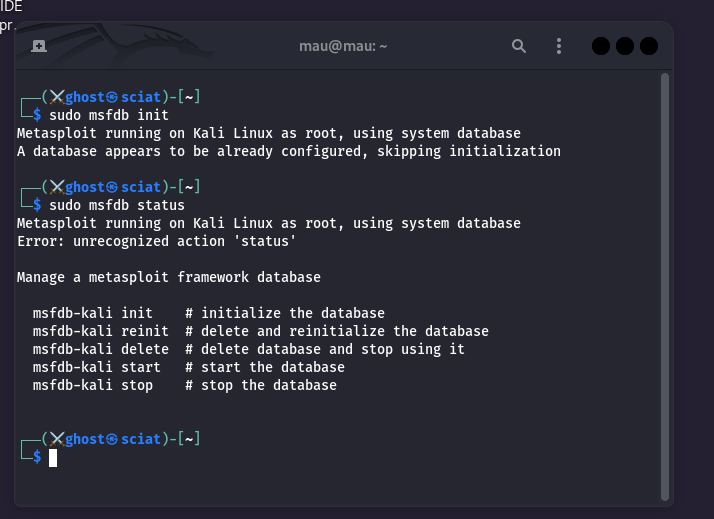 IDE
pr.
mau@mau: ~
┌──(⚔ghost㉿sciat)-[~]
└─$ sudo msfdb init
Metasploit running on Kali Linux as root, using system database
A database appears to be already configured, skipping initialization
┌──(⚔ghost㉿sciat)-[~]
└─$ sudo msfdb status
Metasploit running on Kali Linux as root, using system database
Error: unrecognized action 'status'
Manage a metasploit framework database
msfdb-kali init    # initialize the database
msfdb-kali reinit  # delete and reinitialize the database
msfdb-kali delete  # delete database and stop using it
msfdb-kali start   # start the database
msfdb-kali stop    # stop the database
┌──(⚔ghost㉿sciat)-[~]
└─$